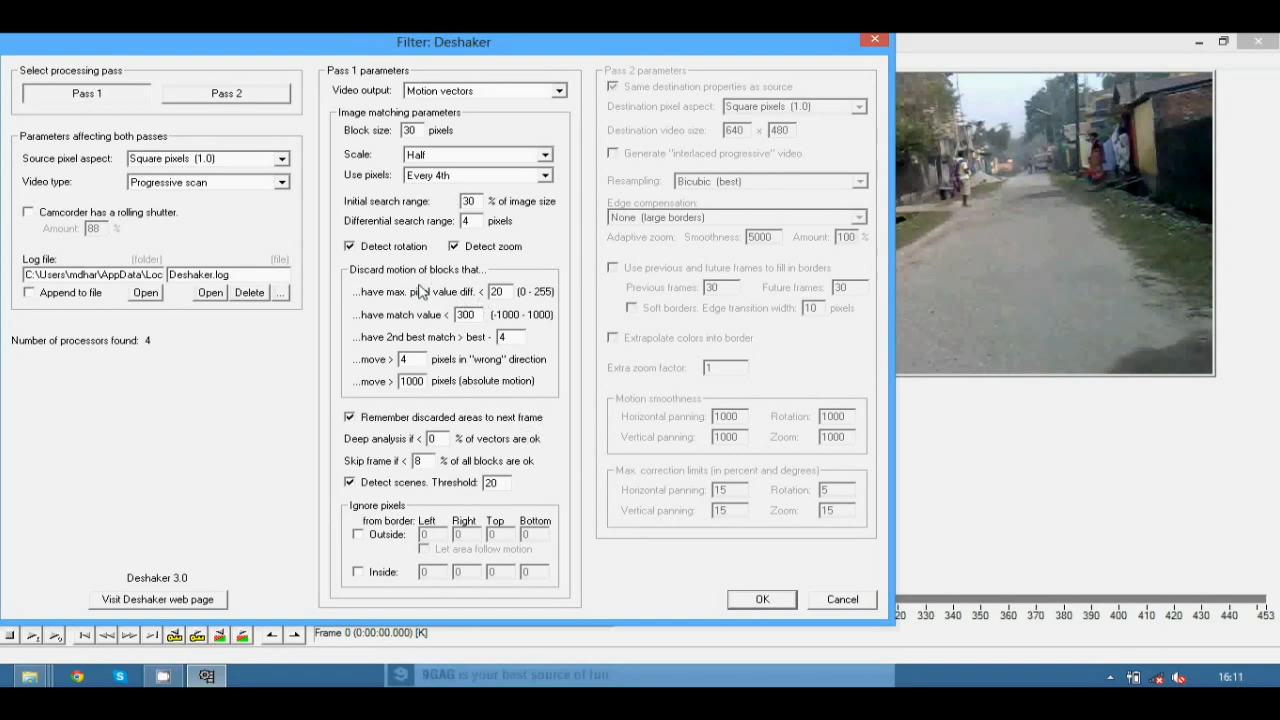 Filter: Deshaker
Select processing pass
Pass 1
Pass 2
Parameters affecting both passes
Source pixel aspect: Square pixels (1.0)
Video type: Progressive scan
Camcorder has a rolling shutter.
Amount: 88 %
Log file: (folder) (file)
C:\Users\mdhar\AppData\Loc Deshaker.log
Append to file Open Open Delete ...
Number of processors found: 4
Deshaker 3.0
Visit Deshaker web page
Pass 1 parameters
Video output: Motion vectors
Image matching parameters
Block size: 30 pixels
Scale: Half
Use pixels: Every 4th
Initial search range: 30 % of image size
Differential search range: 4 pixels
Detect rotation Detect zoom
Discard motion of blocks that...
...have max. pixel value diff. < 20 (0 - 255)
...have match value < 300 (-1000 - 1000)
...have 2nd best match > best - 4
...move > 4 pixels in "wrong" direction
...move > 1000 pixels (absolute motion)
Remember discarded areas to next frame
Deep analysis if < 0 % of vectors are ok
Skip frame if < 8 % of all blocks are ok
Detect scenes. Threshold: 20
Ignore pixels
from border: Left Right Top Bottom
Outside: 0 0 0 0
Let area follow motion
Inside: 0 0 0 0
Pass 2 parameters
Same destination properties as source
Destination pixel aspect: Square pixels (1.0)
Destination video size: 640 x 480
Generate "interlaced progressive" video
Resampling: Bicubic (best)
Edge compensation:
None (large borders)
Adaptive zoom: Smoothness: 5000 Amount: 100 %
Use previous and future frames to fill in borders
Previous frames: 30 Future frames: 30
Soft borders. Edge transition width: 10 pixels
Extrapolate colors into border
Extra zoom factor: 1
Motion smoothness
Horizontal panning: 1000 Rotation: 1000
Vertical panning: 1000 Zoom: 1000
Max. correction limits (in percent and degrees)
Horizontal panning: 15 Rotation: 5
Vertical panning: 15 Zoom: 15
OK Cancel
320 330 340 350 360 370 380 390 400 410 420 430 440 453
Frame 0 (0:00:00.000) [K]
9GAG is your best source of fun
16:11